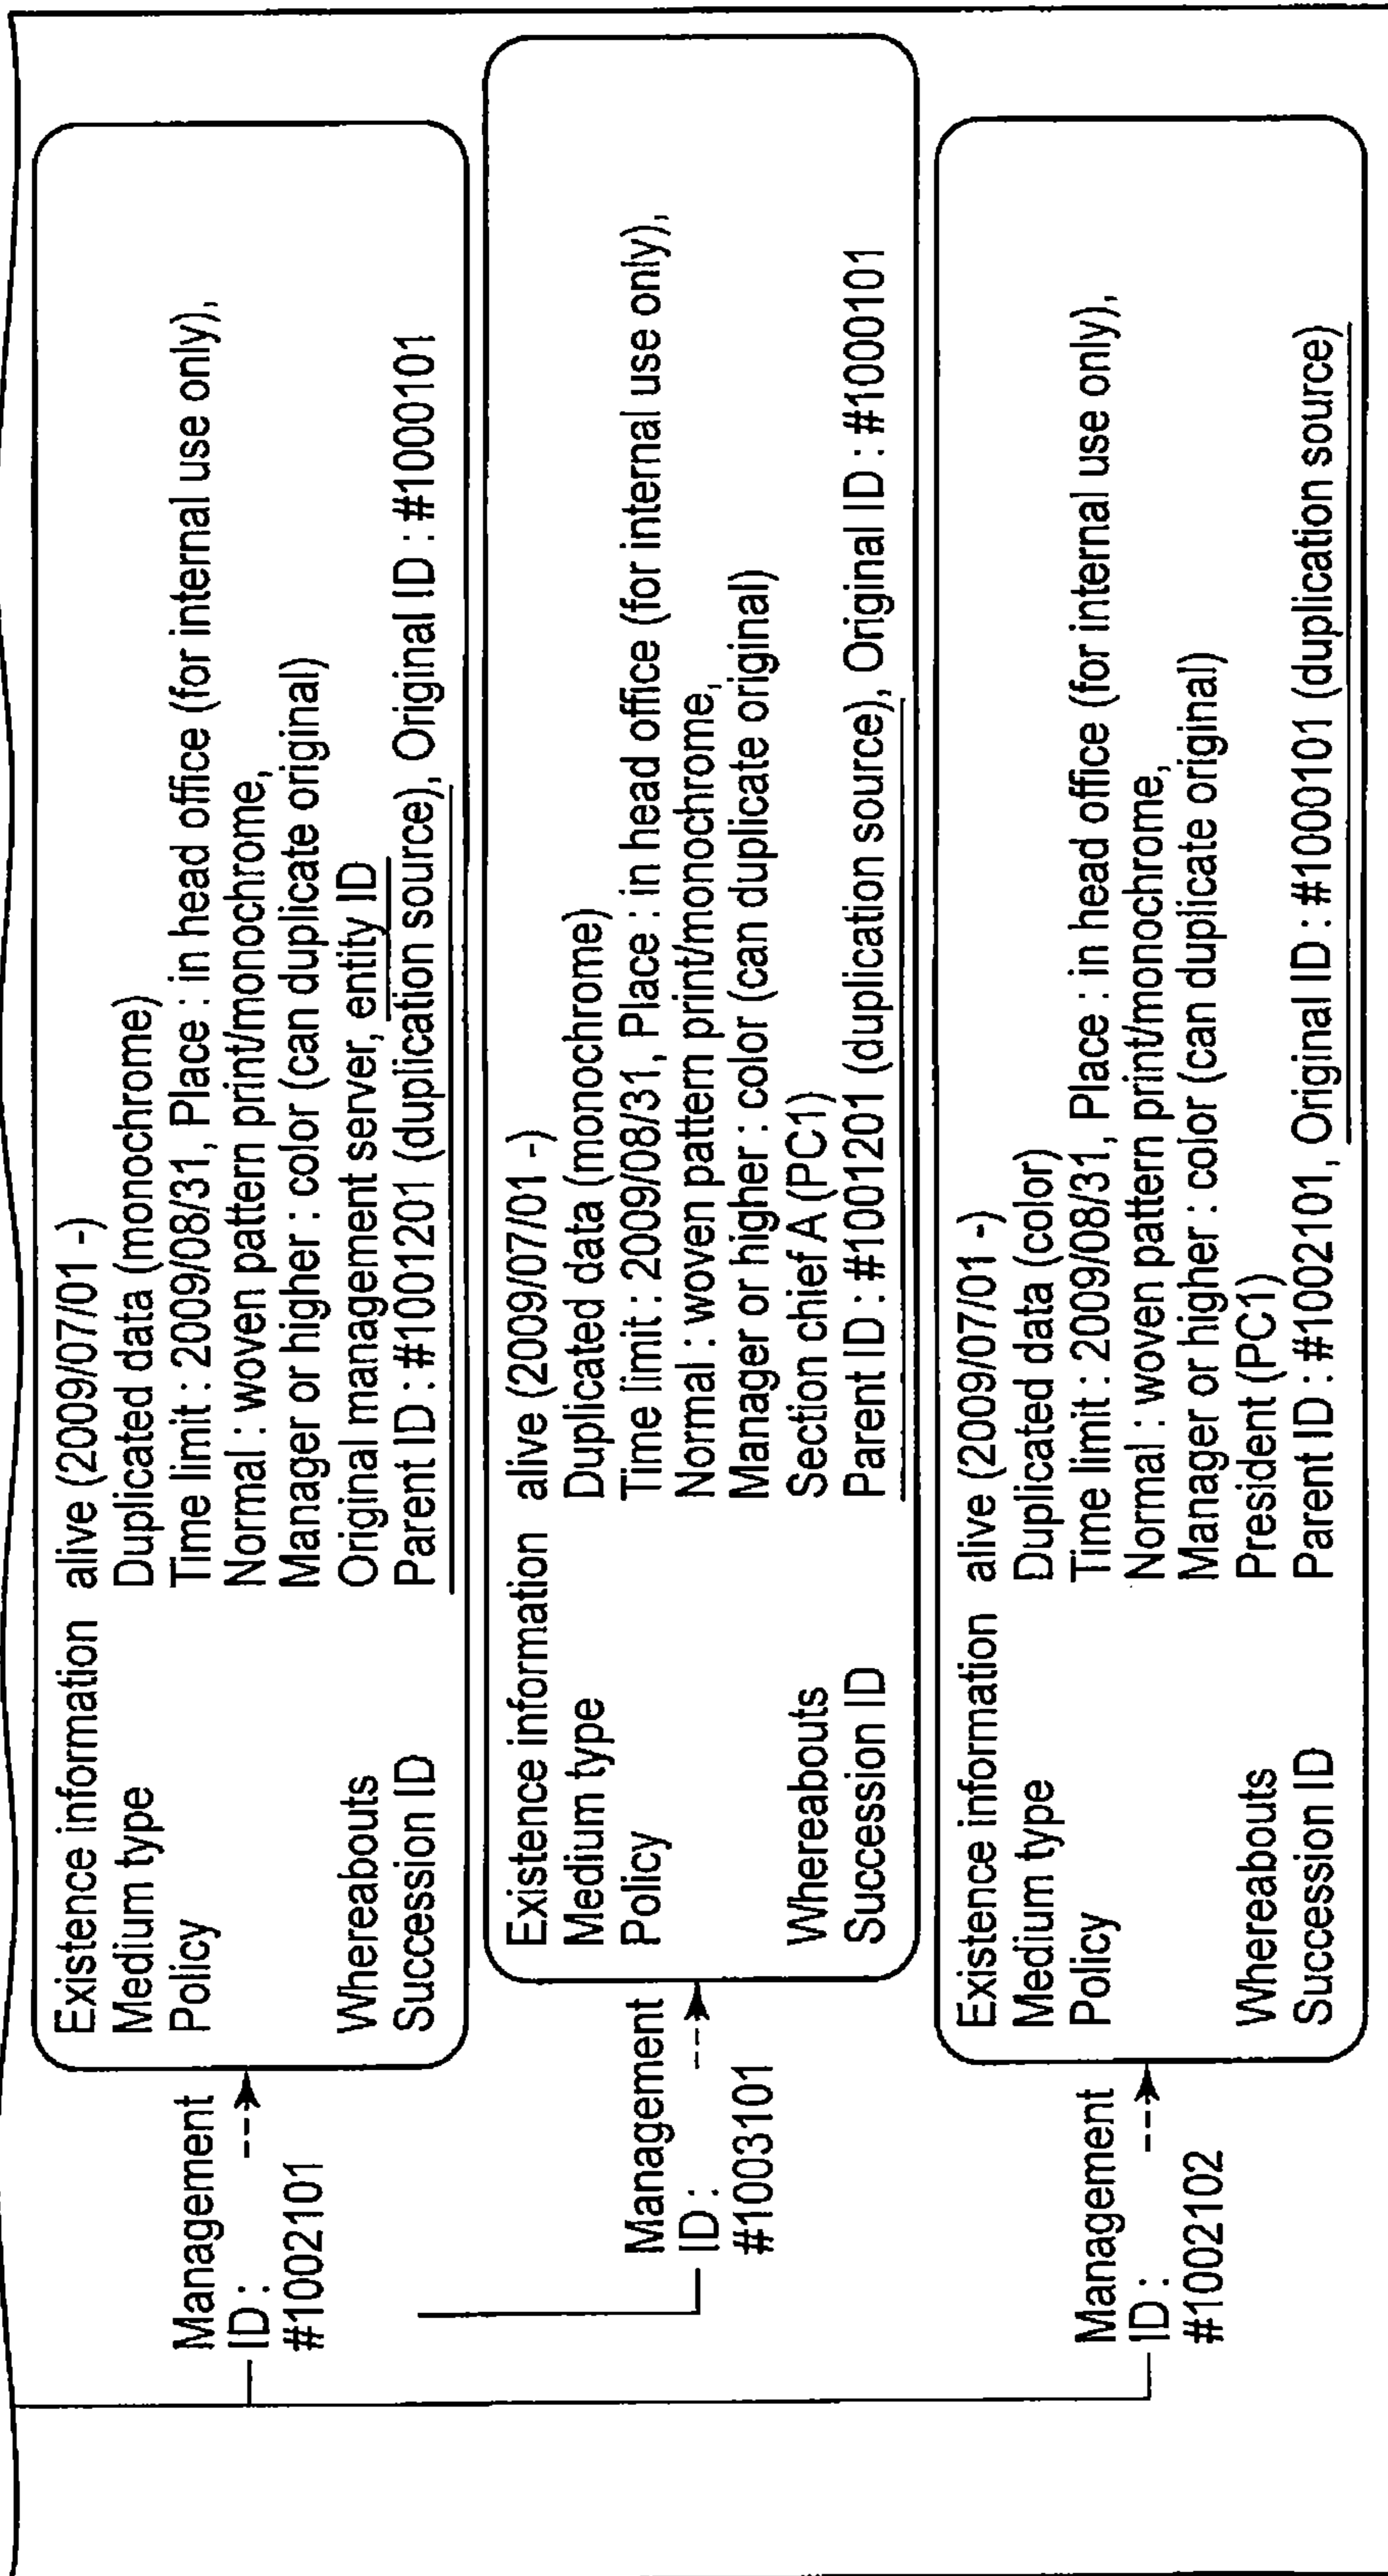 Management
ID :
#1002101
Existence information alive (2009/07/01 -)
Medium type Duplicated data (monochrome)
Policy Time limit : 2009/08/31, Place : in head office (for internal use only),
Normal : woven pattern print/monochrome,
Manager or higher : color (can duplicate original)
Whereabouts Original management server, entity ID
Succession ID Parent ID : #1001201 (duplication source), Original ID : #1000101
Management
ID :
#1003101
Existence information alive (2009/07/01 -)
Medium type Duplicated data (monochrome)
Policy Time limit : 2009/08/31, Place : in head office (for internal use only),
Normal : woven pattern print/monochrome,
Manager or higher : color (can duplicate original)
Whereabouts Section chief A (PC1)
Succession ID Parent ID : #1001201 (duplication source), Original ID : #1000101
Management
ID :
#1002102
Existence information alive (2009/07/01 -)
Medium type Duplicated data (color)
Policy Time limit : 2009/08/31, Place : in head office (for internal use only),
Normal : woven pattern print/monochrome,
Manager or higher : color (can duplicate original)
Whereabouts President (PC1)
Succession ID Parent ID : #1002101, Original ID : #1000101 (duplication source)